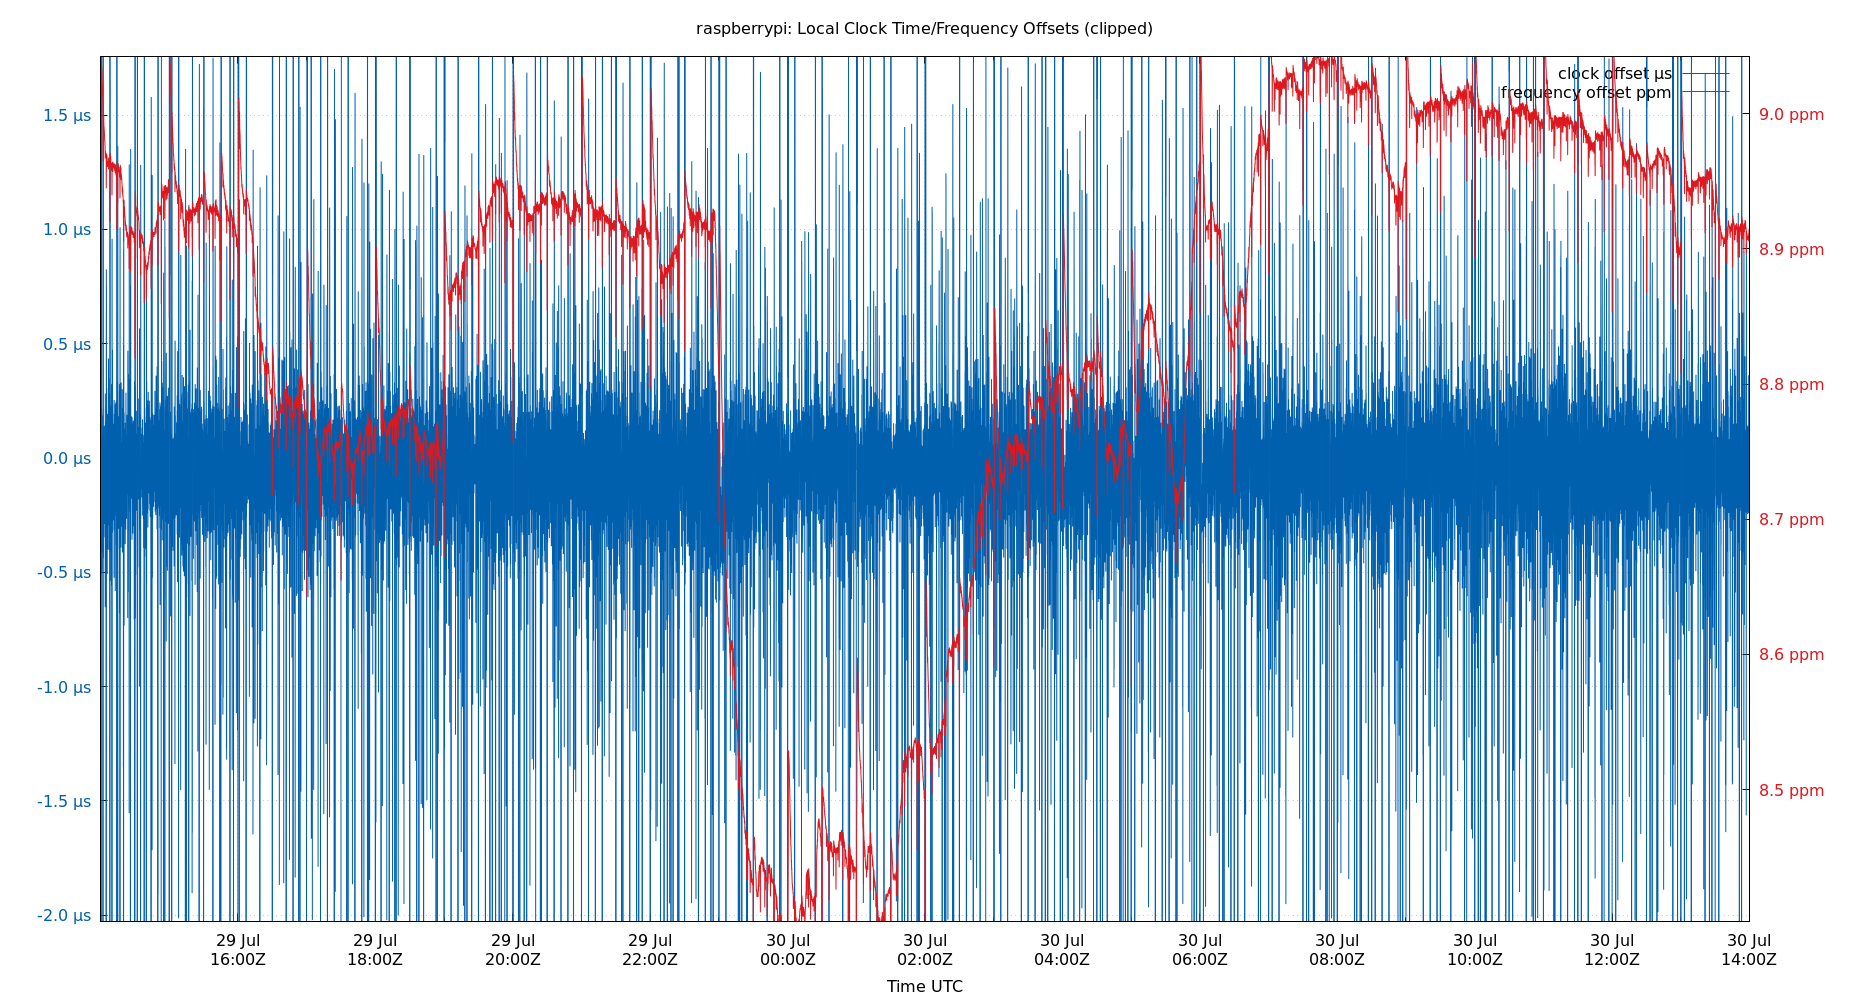 raspberrypi: Local Clock Time/Frequency Offsets (clipped)
clock offset µs
frequency offset ppm
1.5 µs
1.0 µs
0.5 µs
0.0 µs
-0.5 µs
-1.0 µs
-1.5 µs
-2.0 µs
9.0 ppm
8.9 ppm
8.8 ppm
8.7 ppm
8.6 ppm
8.5 ppm
29 Jul 29 Jul 29 Jul 29 Jul 30 Jul 30 Jul 30 Jul 30 Jul 30 Jul 30 Jul 30 Jul 30 Jul
16:00Z 18:00Z 20:00Z 22:00Z 00:00Z 02:00Z 04:00Z 06:00Z 08:00Z 10:00Z 12:00Z 14:00Z
Time UTC